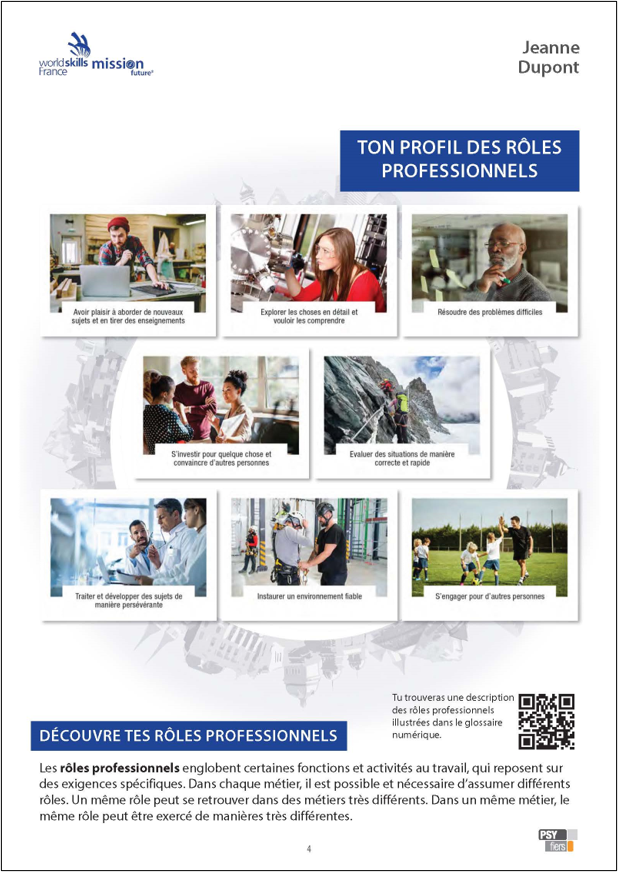 worldskills
France
mission
future®
Jeanne
Dupont
TON PROFIL DES RÔLES
PROFESSIONNELS
Avoir plaisir à aborder de nouveaux
sujets et en tirer des enseignements
Explorer les choses en détail et
vouloir les comprendre
Résoudre des problèmes difficiles
S'investir pour quelque chose et
convaincre d'autres personnes
Evaluer des situations de manière
correcte et rapide
Traiter et développer des sujets de
manière persévérante
Instaurer un environment fiable
S'engager pour d'autres personnes
Tu trouveras une description
des rôles professionnels
illustrées dans le glossaire
numérique.
DÉCOUVRE TES RÔLES PROFESSIONNELS
Les rôles professionnels englobent certaines fonctions et activités au travail, qui reposent sur
des exigences spécifiques. Dans chaque métier, il est possible et nécessaire d'assumer différents
rôles. Un même rôle peut se retrouver dans des métiers très différents. Dans un même métier, le
même rôle peut être exercé de manières très différentes.
4
PSY
fiers